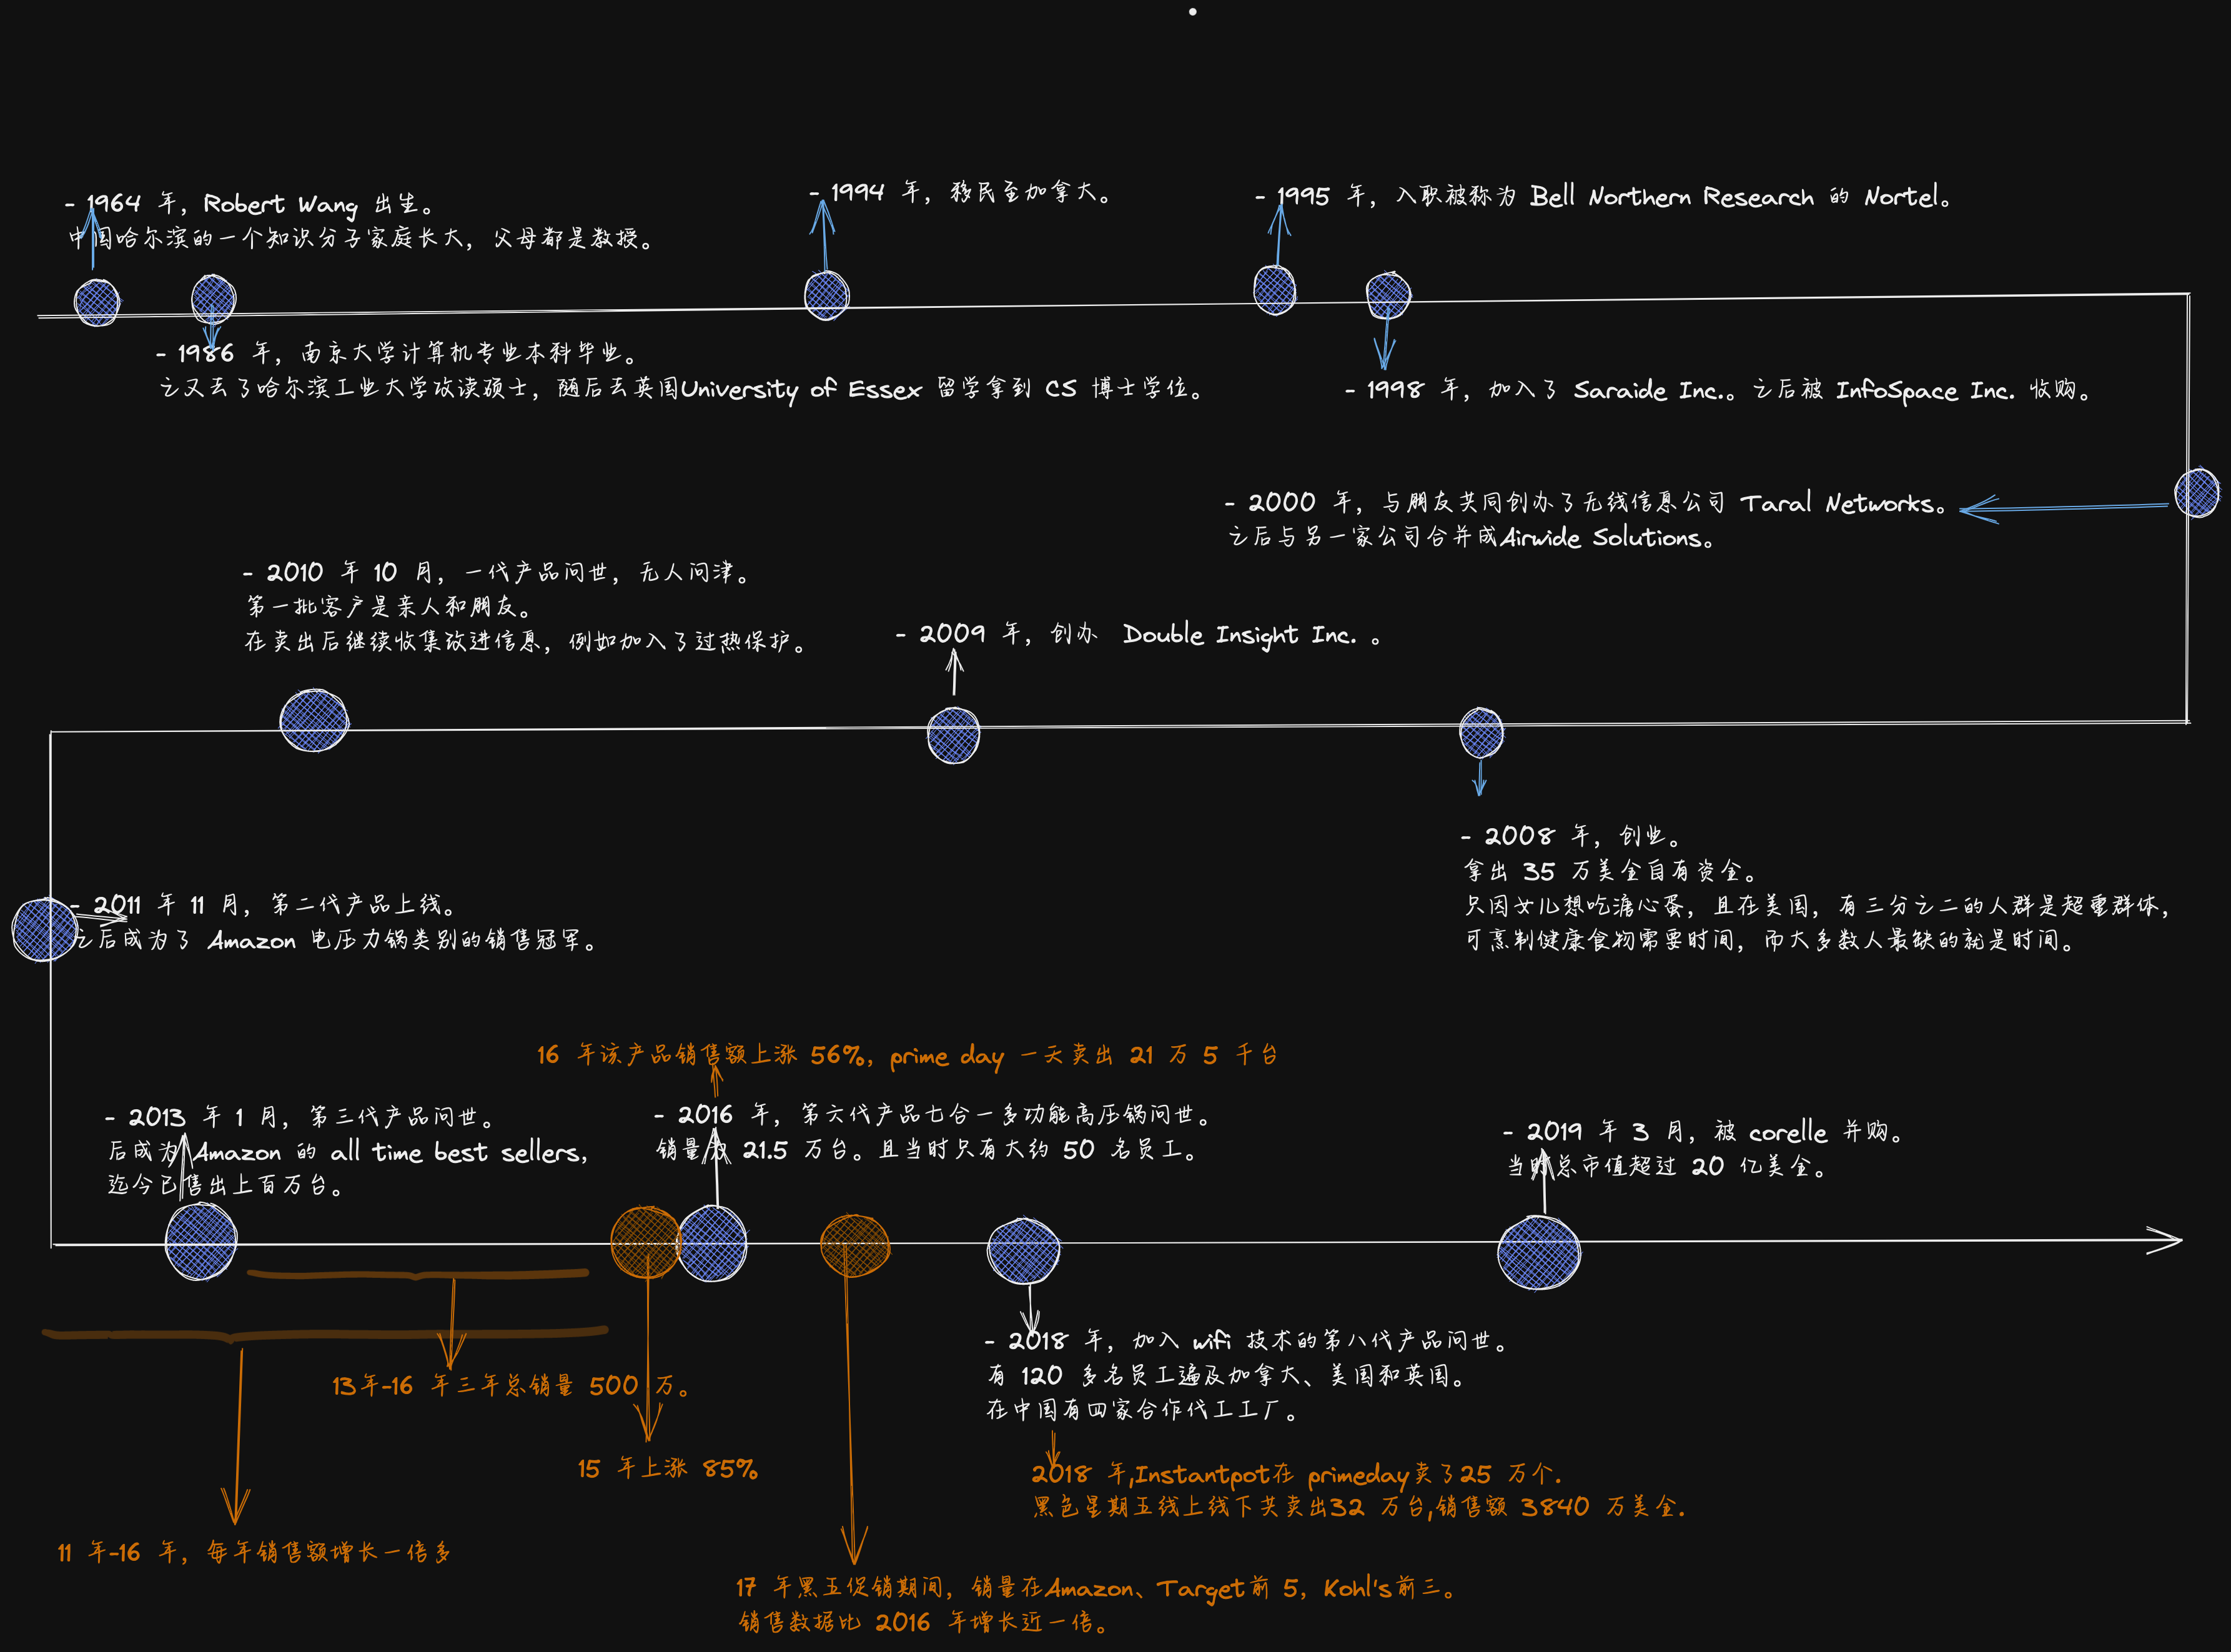 - 1964 年，Robert Wang 出生。
中国哈尔滨的一个知识分子家庭长大，父母都是教授。
- 1986 年，南京大学计算机专业本科毕业。
之又去了哈尔滨工业大学攻读硕士，随后去英国University of Essex 留学拿到 CS 博士学位。
- 1994 年，移民至加拿大。
- 1995 年，入职被称为 Bell Northern Research 的 Nortel。
- 1998 年，加入了 Saraide Inc.。之后被 InfoSpace Inc. 收购。
- 2000 年，与朋友共同创办了无线信息公司 Taral Networks。
之后与另一家公司合并成Airwide Solutions。
- 2008 年，创业。
拿出 35 万美金自有资金。
只因女儿想吃溏心蛋，且在美国，有三分之二的人群是超重群体，
可烹制健康食物需要时间，而大多数人最缺的就是时间。
- 2009 年，创办 Double Insight Inc. 。
- 2010 年 10 月，一代产品问世，无人问津。
第一批客户是亲人和朋友。
在卖出后继续收集改进信息，例如加入了过热保护。
- 2011 年 11 月，第二代产品上线。
之后成为了 Amazon 电压力锅类别的销售冠军。
- 2013 年 1 月，第三代产品问世。
后成为 Amazon 的 all time best sellers，
迄今已售出上百万台。
16 年该产品销售额上涨 56%，prime day 一天卖出 21 万 5 千台
- 2016 年，第六代产品七合一多功能高压锅问世。
销量为 21.5 万台。且当时只有大约 50 名员工。
- 2019 年 3 月，被 corelle 并购。
当时总市值超过 20 亿美金。
- 2018 年，加入 wifi 技术的第八代产品问世。
有 120 多名员工遍及加拿大、美国和英国。
在中国有四家合作代工工厂。
13年-16 年三年总销量 500 万。
15 年上涨 85%
2018 年,Instantpot在 primeday卖了25 万个.
黑色星期五线上线下共卖出32 万台,销售额 3840 万美金.
11 年-16 年，每年销售额增长一倍多
17 年黑五促销期间，销量在Amazon、Target前 5，Kohl's前三。
销售数据比 2016 年增长近一倍。